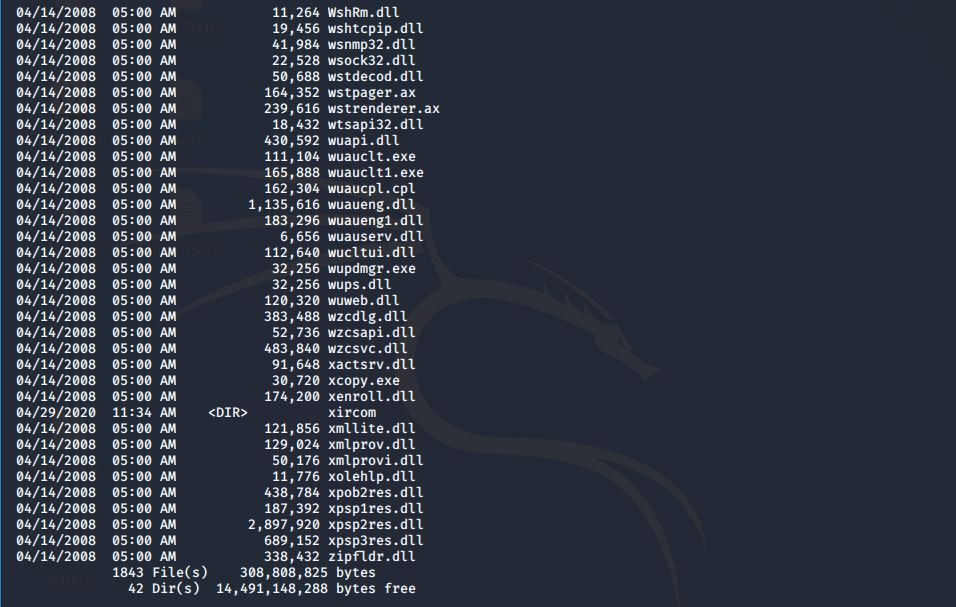 04/14/2008  05:00 AM            11,264 WshRm.dll
04/14/2008  05:00 AM            19,456 wshtcpip.dll
04/14/2008  05:00 AM            41,984 wsnmp32.dll
04/14/2008  05:00 AM            22,528 wsock32.dll
04/14/2008  05:00 AM            50,688 wstdecod.dll
04/14/2008  05:00 AM           164,352 wstpager.ax
04/14/2008  05:00 AM           239,616 wstrenderer.ax
04/14/2008  05:00 AM            18,432 wtsapi32.dll
04/14/2008  05:00 AM           430,592 wuapi.dll
04/14/2008  05:00 AM           111,104 wuauclt.exe
04/14/2008  05:00 AM           165,888 wuauclt1.exe
04/14/2008  05:00 AM           162,304 wuaucpl.cpl
04/14/2008  05:00 AM         1,135,616 wuaueng.dll
04/14/2008  05:00 AM           183,296 wuaueng1.dll
04/14/2008  05:00 AM             6,656 wuauserv.dll
04/14/2008  05:00 AM           112,640 wucltui.dll
04/14/2008  05:00 AM            32,256 wupdmgr.exe
04/14/2008  05:00 AM            32,256 wups.dll
04/14/2008  05:00 AM           120,320 wuweb.dll
04/14/2008  05:00 AM           383,488 wzcdlg.dll
04/14/2008  05:00 AM            52,736 wzcsapi.dll
04/14/2008  05:00 AM           483,840 wzcsvc.dll
04/14/2008  05:00 AM            91,648 xactsrv.dll
04/14/2008  05:00 AM            30,720 xcopy.exe
04/14/2008  05:00 AM           174,200 xenroll.dll
04/29/2020  11:34 AM    <DIR>          xircom
04/14/2008  05:00 AM           121,856 xmllite.dll
04/14/2008  05:00 AM           129,024 xmlprov.dll
04/14/2008  05:00 AM            50,176 xmlprovi.dll
04/14/2008  05:00 AM            11,776 xolehlp.dll
04/14/2008  05:00 AM           438,784 xpob2res.dll
04/14/2008  05:00 AM           187,392 xpsp1res.dll
04/14/2008  05:00 AM         2,897,920 xpsp2res.dll
04/14/2008  05:00 AM           689,152 xpsp3res.dll
04/14/2008  05:00 AM           338,432 zipfldr.dll
1843 File(s)    308,808,825 bytes
42 Dir(s)  14,491,148,288 bytes free
scripts